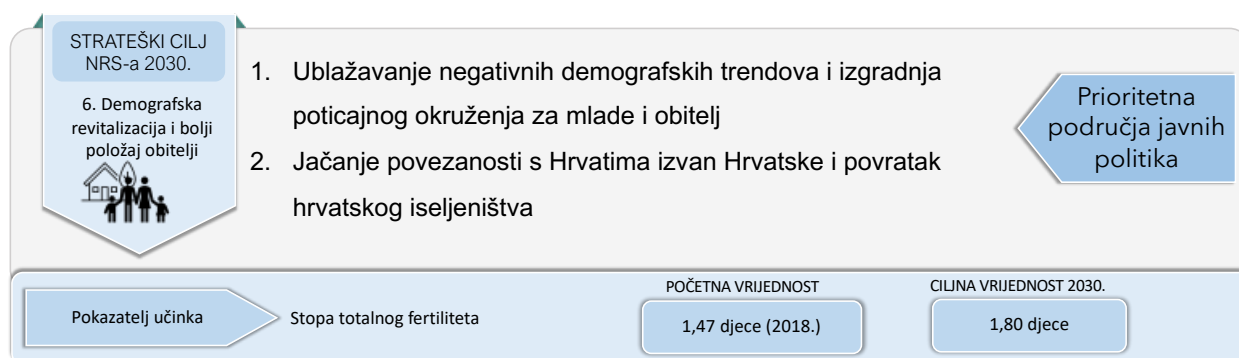 STRATEŠKI CILJ
NRS-a 2030.
6. Demografska
revitalizacija i bolji
položaj obitelji
1. Ublažavanje negativnih demografskih trendova i izgradnja
poticajnog okruženja za mlade i obitelj
2. Jačanje povezanosti s Hrvatima izvan Hrvatske i povratak
hrvatskog iseljeništva
Prioritetna
područja javnih
politika
Pokazatelj učinka
Stopa totalnog fertiliteta
POČETNA VRIJEDNOST
1,47 djece (2018.)
CILJNA VRIJEDNOST 2030.
1,80 djece